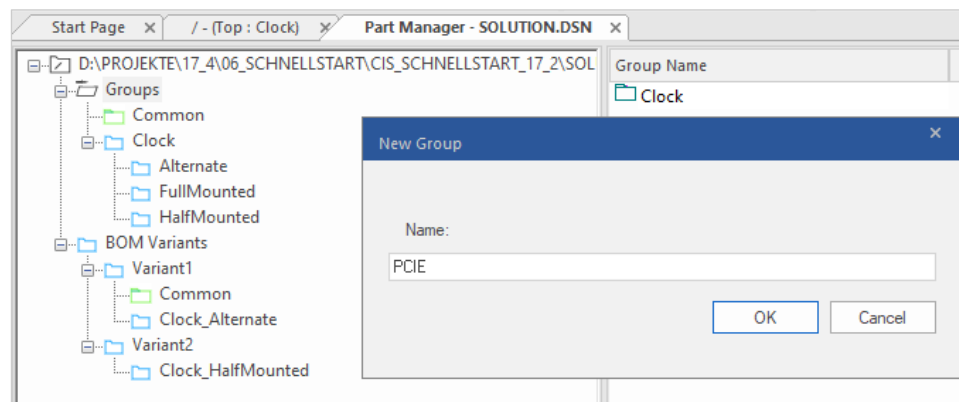 Start Page x
/ - (Top : Clock) x
Part Manager - SOLUTION.DSN x
D:\PROJEKTE\17_4\06_SCHNELLSTART\CIS_SCHNELLSTART_17_2\SOL
Groups
Common
Clock
Alternate
FullMounted
HalfMounted
BOM Variants
Variant1
Common
Clock_Alternate
Variant2
Clock_HalfMounted
Group Name
Clock
New Group x
Name:
PCIE
OK Cancel